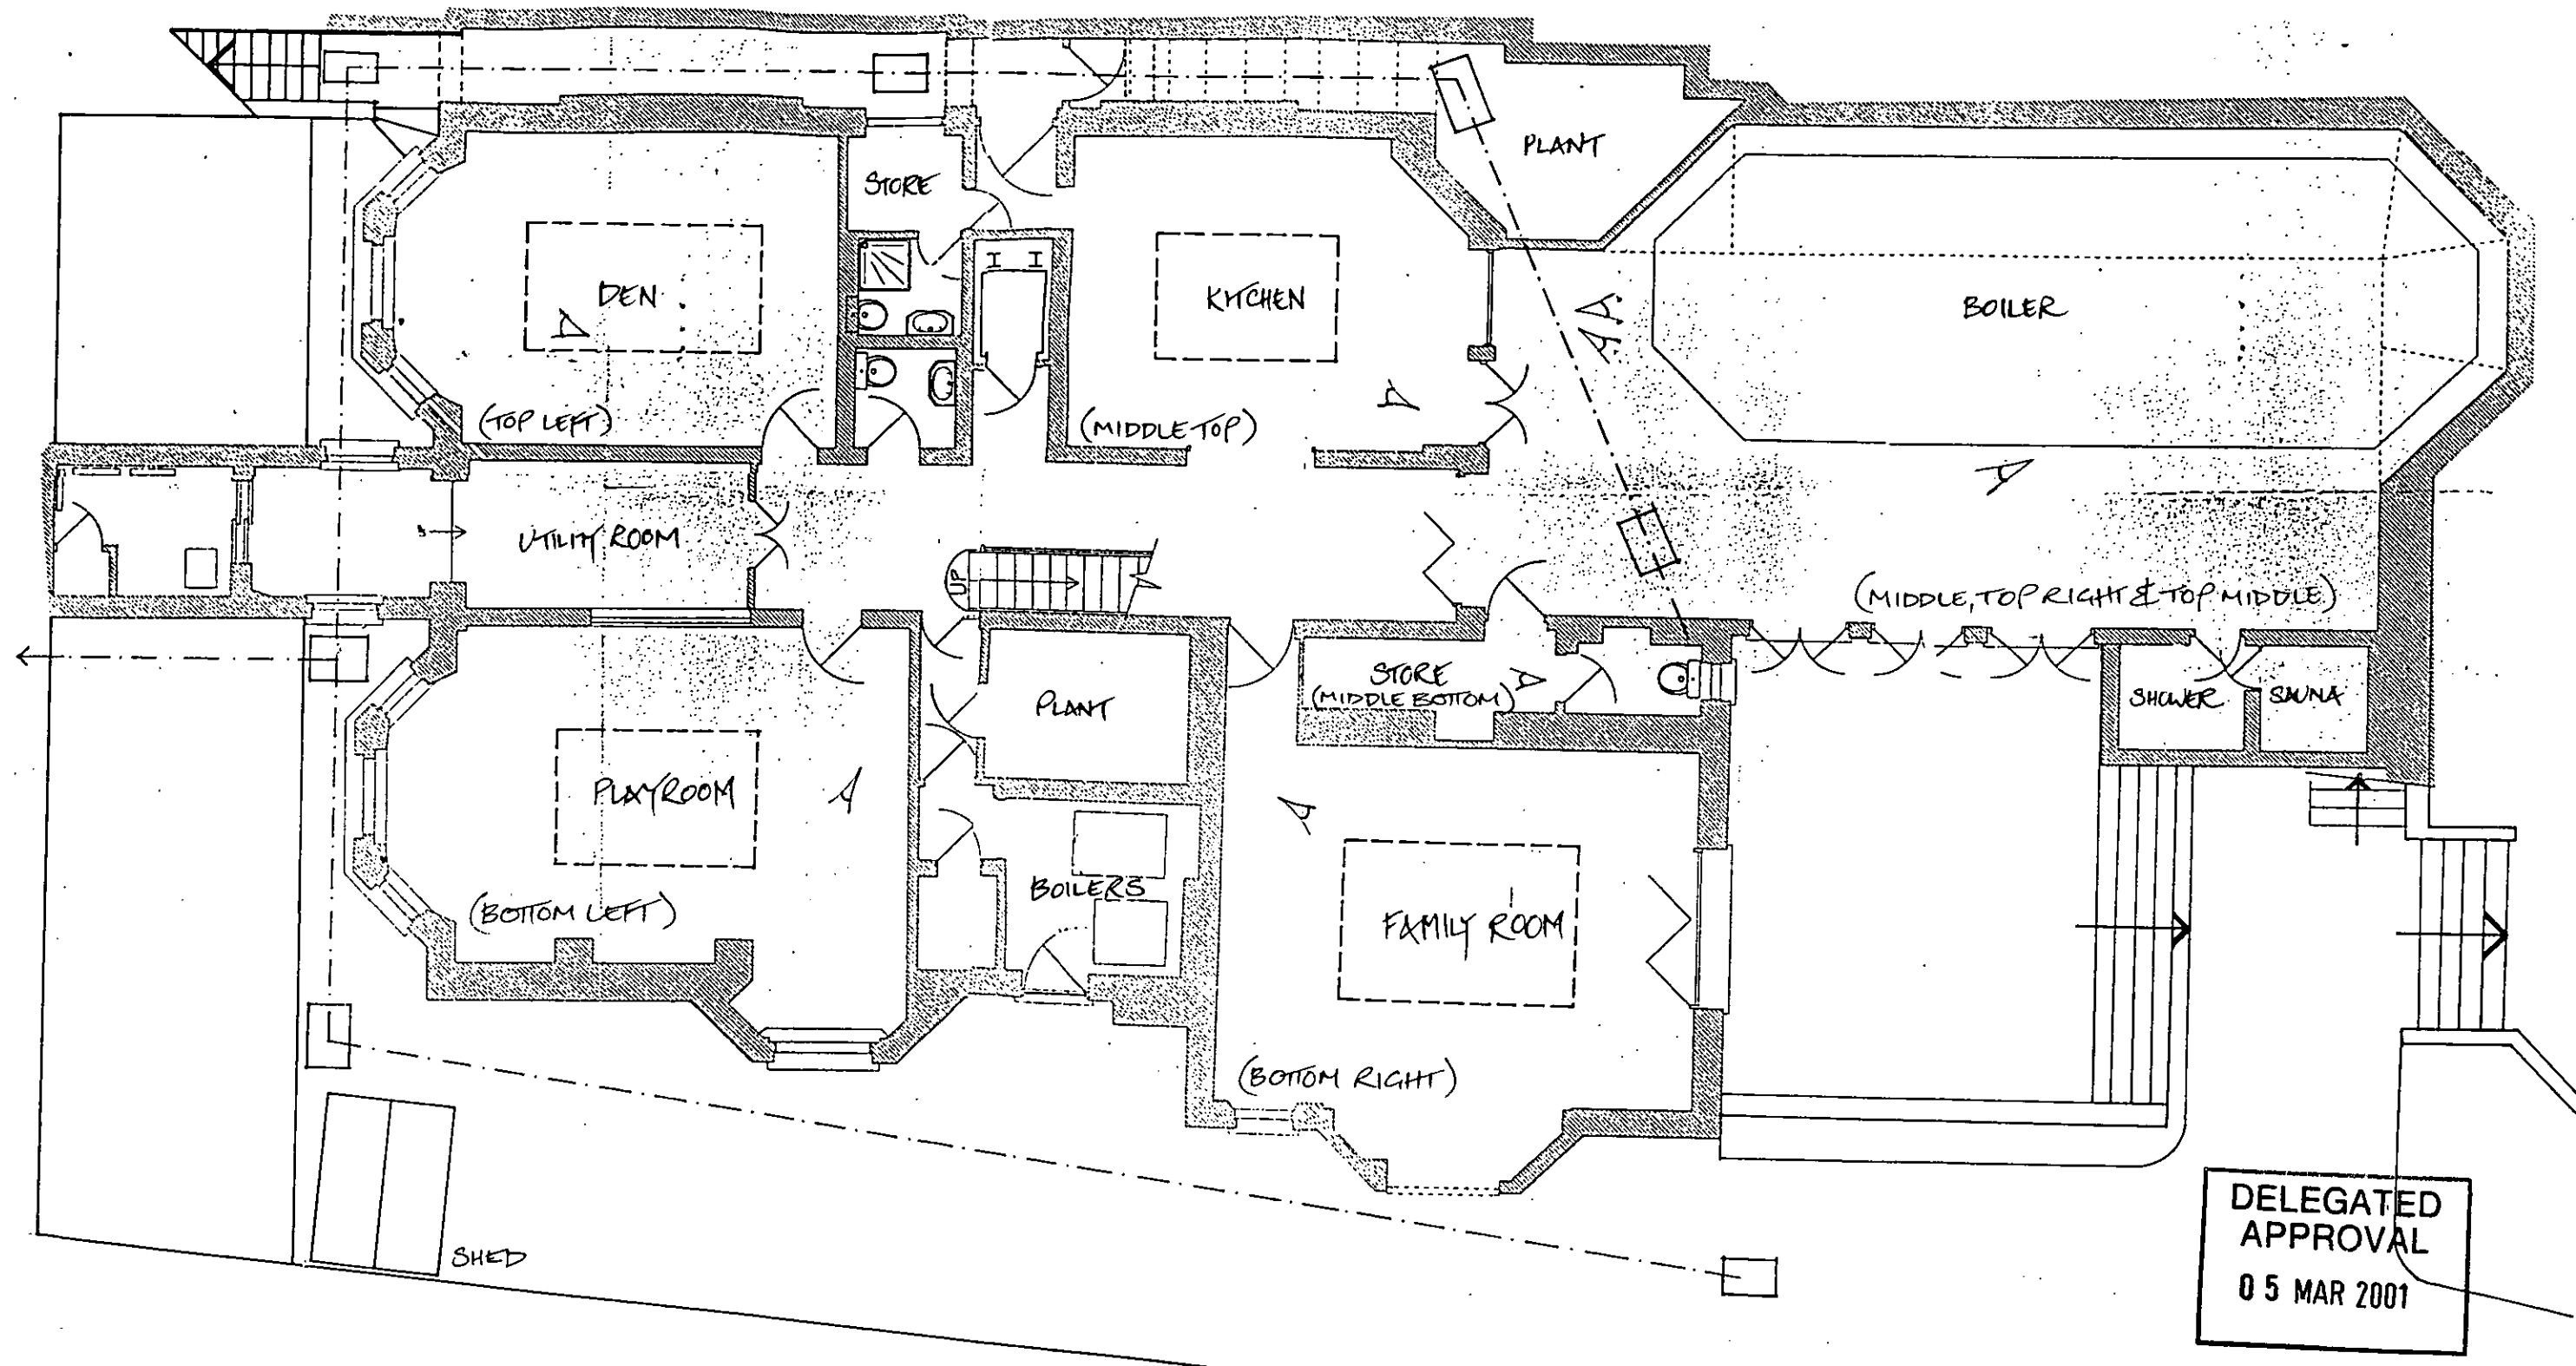 PLANT
STORE
DEN
KITCHEN
BOILER
(TOP LEFT)
(MIDDLE TOP)
UTILITY ROOM
UP
(MIDDLE, TOP RIGHT & TOP MIDDLE)
STORE
(MIDDLE BOTTOM)
PLANT
SHOWER
SAUNA
PLAYROOM
BOILERS
(BOTTOM LEFT)
FAMILY ROOM
(BOTTOM RIGHT)
SHED
DELEGATED
APPROVAL
05 MAR 2001